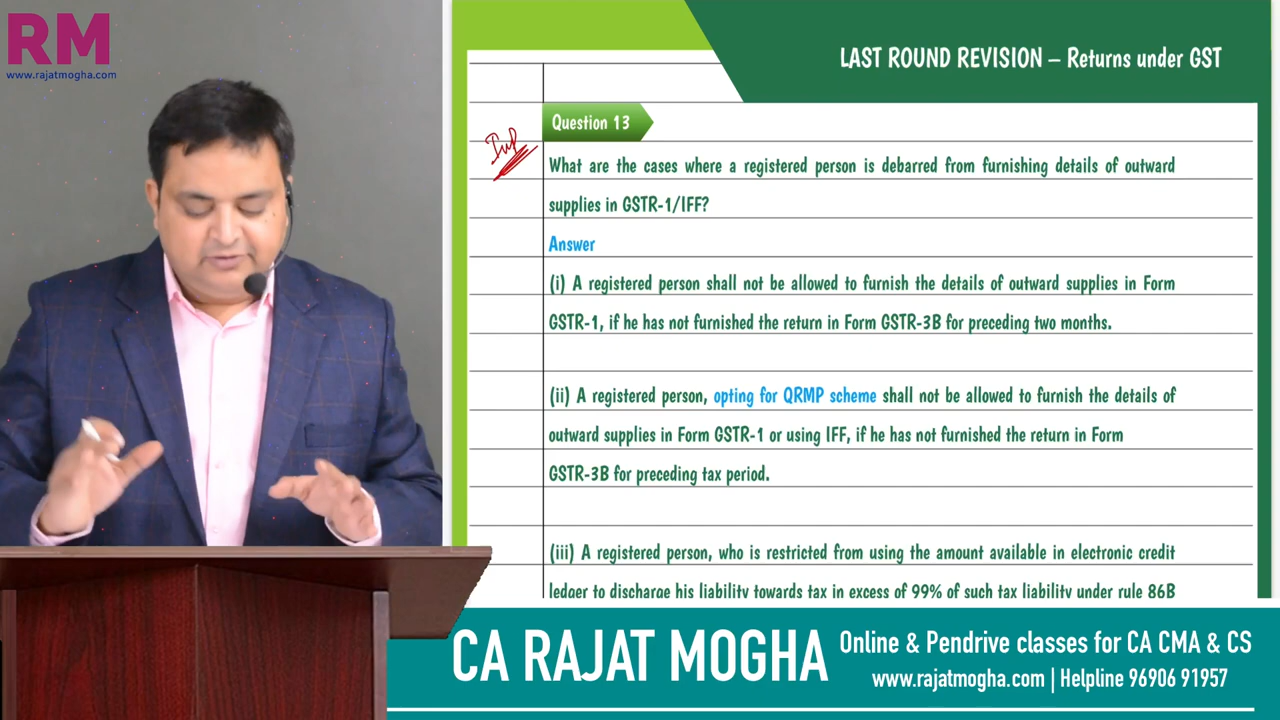 RM
www.rajatmogha.com
LAST ROUND REVISION – Returns under GST
Question 13
Imp
What are the cases where a registered person is debarred from furnishing details of outward
supplies in GSTR-1/IFF?
Answer
(i) A registered person shall not be allowed to furnish the details of outward supplies in Form
GSTR-1, if he has not furnished the return in Form GSTR-3B for preceding two months.
(ii) A registered person, opting for QRMP scheme shall not be allowed to furnish the details of
outward supplies in Form GSTR-1 or using IFF, if he has not furnished the return in Form
GSTR-3B for preceding tax period.
(iii) A registered person, who is restricted from using the amount available in electronic credit
ledger to discharge his liability towards tax in excess of 99% of such tax liability under rule 86B
CA RAJAT MOGHA
Online & Pendrive classes for CA CMA & CS
www.rajatmogha.com | Helpline 96906 91957